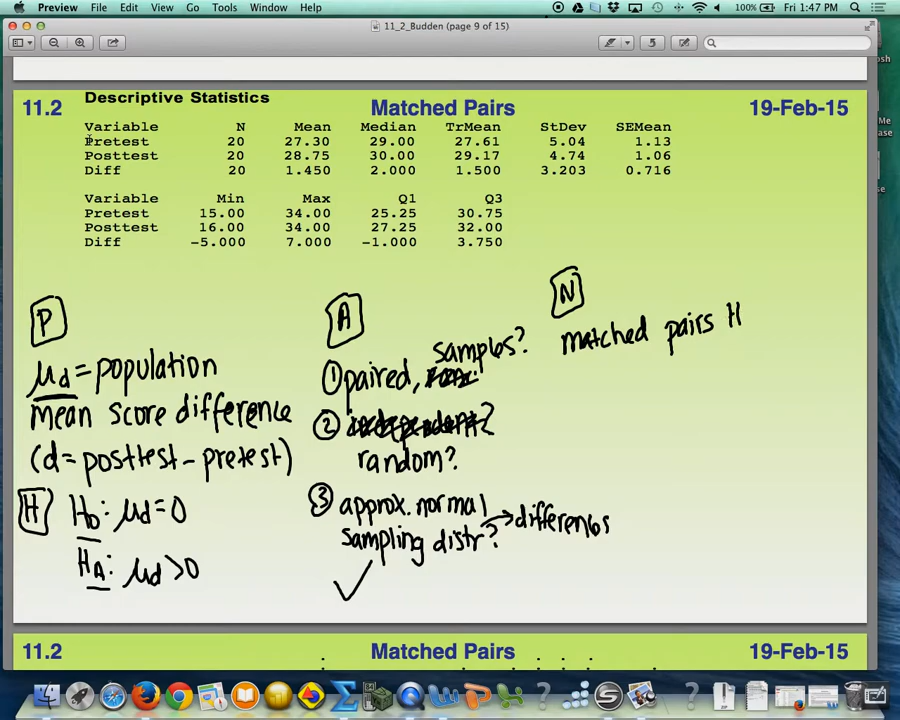 Preview File Edit View Go Tools Window Help 100% Fri 1:47 PM
11_2_Budden (page 9 of 15)
11.2 Matched Pairs 19-Feb-15
Descriptive Statistics
Variable N Mean Median TrMean StDev SEMean
Pretest 20 27.30 29.00 27.61 5.04 1.13
Posttest 20 28.75 30.00 29.17 4.74 1.06
Diff 20 1.450 2.000 1.500 3.203 0.716
Variable Min Max Q1 Q3
Pretest 15.00 34.00 25.25 30.75
Posttest 16.00 34.00 27.25 32.00
Diff -5.000 7.000 -1.000 3.750
P
μd = population
mean score difference
(d = posttest - pretest)
H H0: μd = 0
HA: μd > 0
A
① paired, samples?
②
random?
③ approx. normal
sampling distr? → differences
✓
N
matched pairs H
11.2 Matched Pairs 19-Feb-15